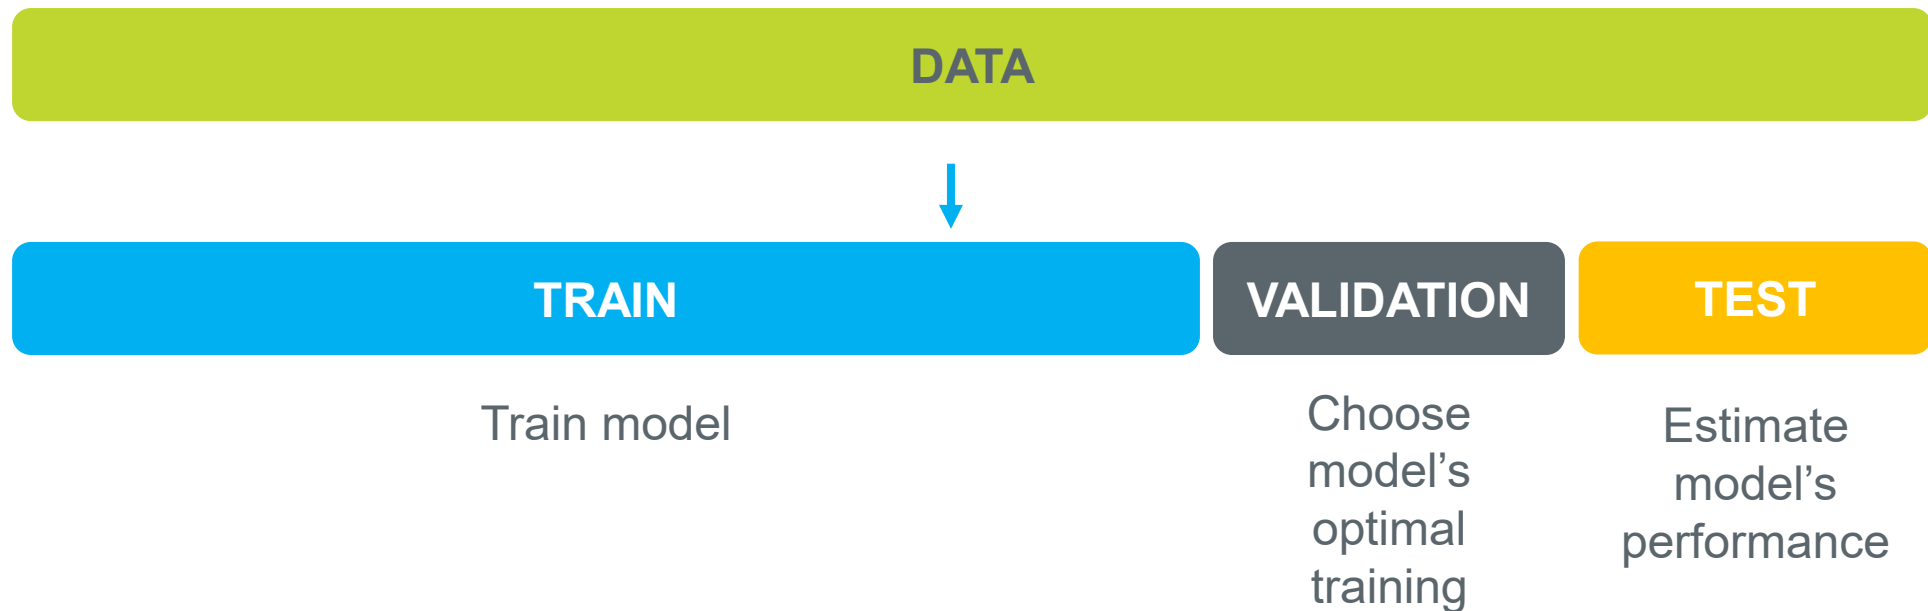 DATA
TRAIN
VALIDATION
TEST
Train model
Choose
model’s
optimal
training
Estimate
model’s
performance